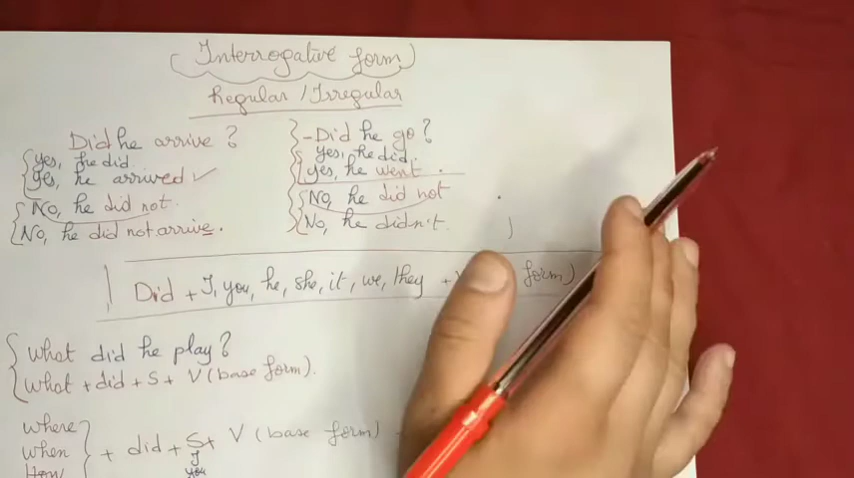 Interrogative form
Regular / Irregular
Did he arrive?
yes, he did
yes, he arrived ✓
No, he did not.
No, he did not arrive.
- Did he go?
yes, he did.
yes, he went.
No, he did not
No, he didn't.
Did + I, you, he, she, it, we, they + form)
What did he play?
What + did + S + V (base form).
where
when
How
+ did + S + V (base form)
I
you